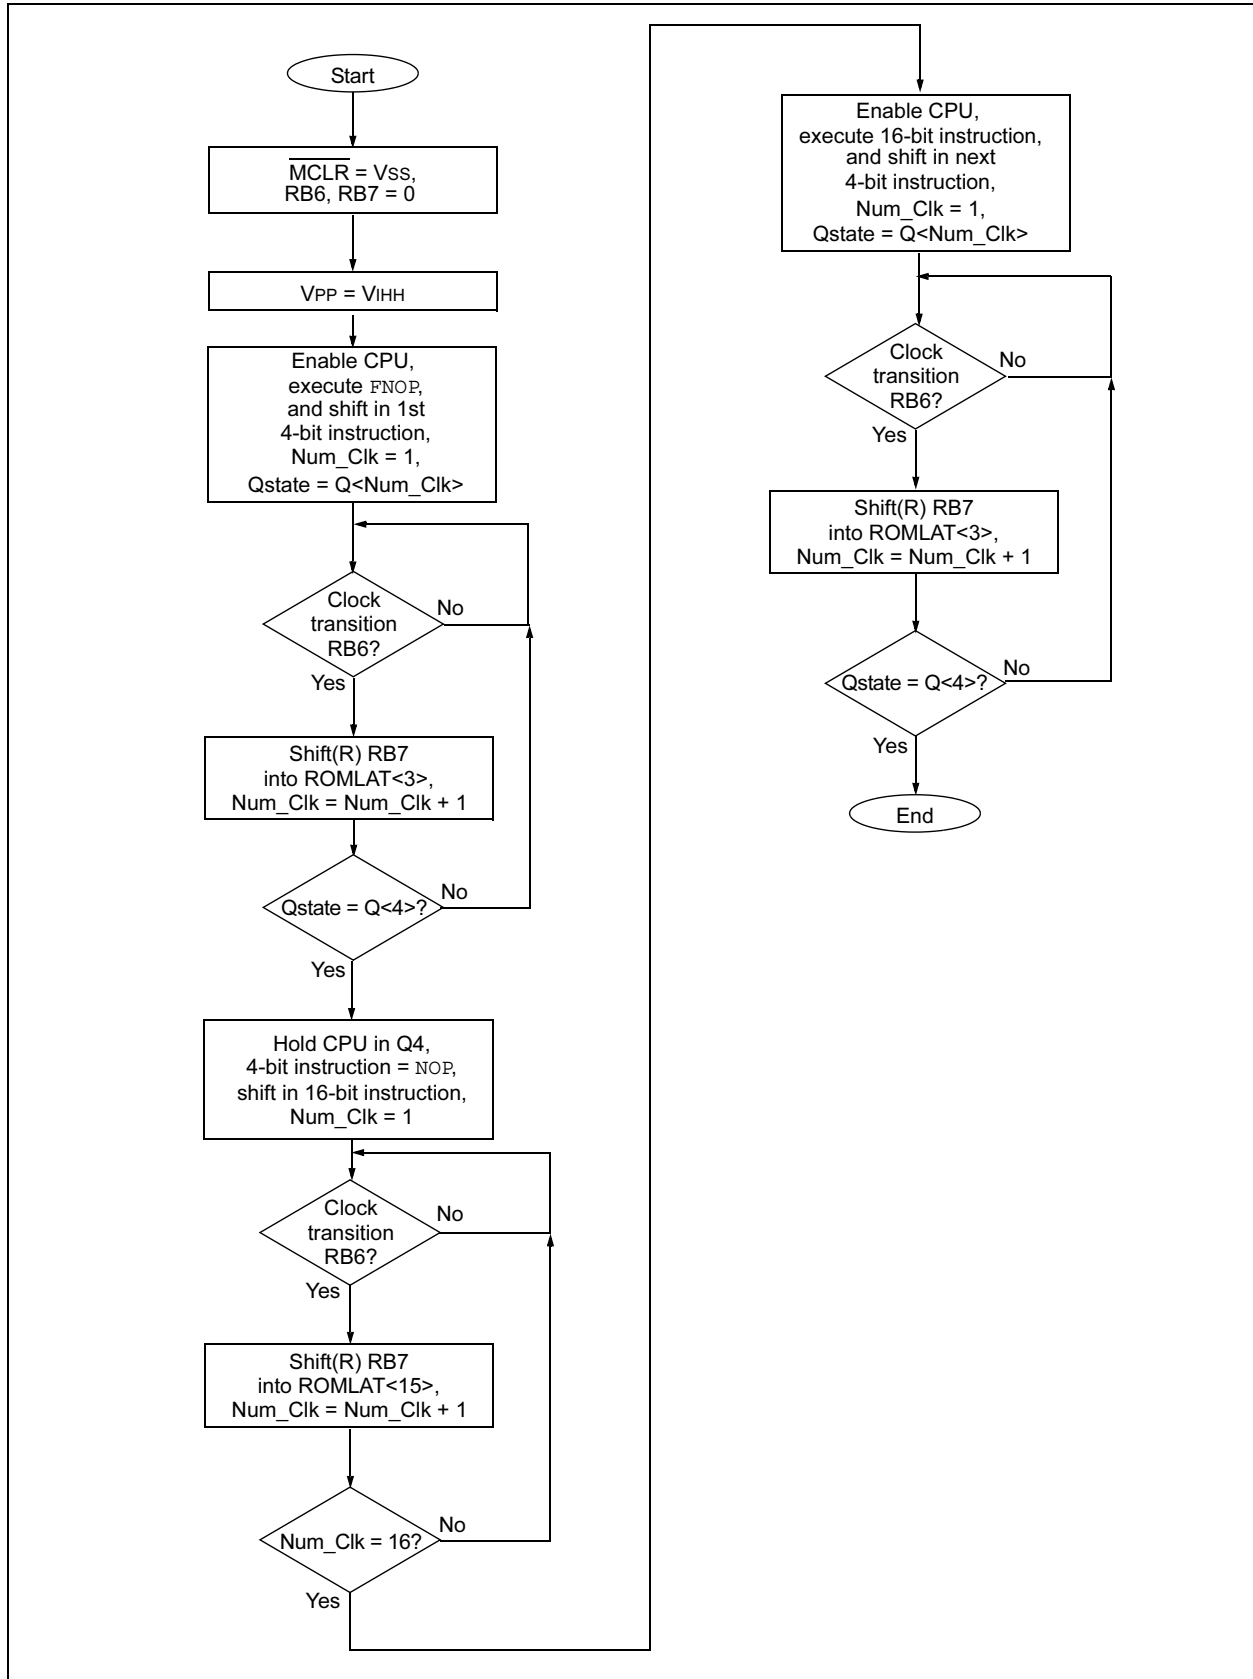 Start
MCLR = VSS,
RB6, RB7 = 0
VPP = VIHH
Enable CPU,
execute FNOP,
and shift in 1st
4-bit instruction,
Num_Clk = 1,
Qstate = Q<Num_Clk>
Clock
transition
RB6?
No
Yes
Shift(R) RB7
into ROMLAT<3>,
Num_Clk = Num_Clk + 1
Qstate = Q<4>?
No
Yes
Hold CPU in Q4,
4-bit instruction = NOP,
shift in 16-bit instruction,
Num_Clk = 1
Clock
transition
RB6?
No
Yes
Shift(R) RB7
into ROMLAT<15>,
Num_Clk = Num_Clk + 1
Num_Clk = 16?
No
Yes
Enable CPU,
execute 16-bit instruction,
and shift in next
4-bit instruction,
Num_Clk = 1,
Qstate = Q<Num_Clk>
Clock
transition
RB6?
No
Yes
Shift(R) RB7
into ROMLAT<3>,
Num_Clk = Num_Clk + 1
Qstate = Q<4>?
No
Yes
End